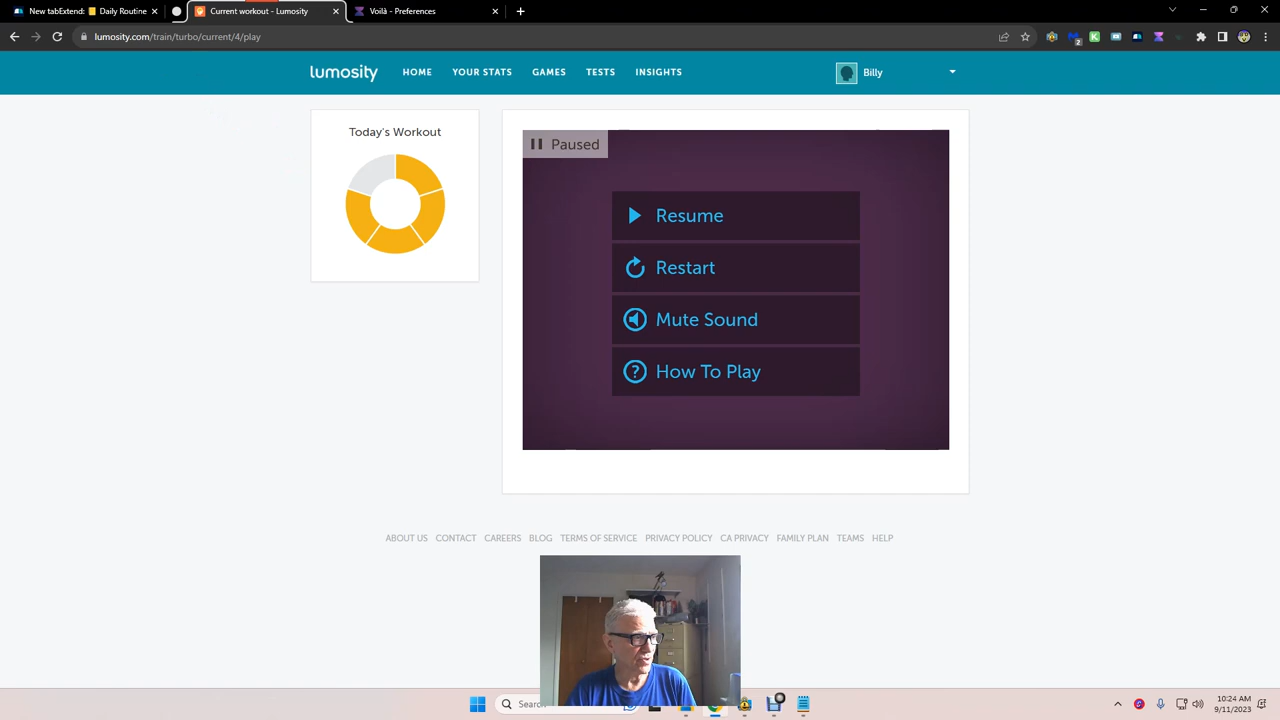 New tabExtend: Daily Routine
Current workout - Lumosity
Voilà - Preferences
lumosity.com/train/turbo/current/4/play
2
lumosity
HOME
YOUR STATS
GAMES
TESTS
INSIGHTS
Billy
Today's Workout
Paused
Resume
Restart
Mute Sound
How To Play
ABOUT US
CONTACT
CAREERS
BLOG
TERMS OF SERVICE
PRIVACY POLICY
CA PRIVACY
FAMILY PLAN
TEAMS
HELP
Search
10:24 AM
9/11/2023